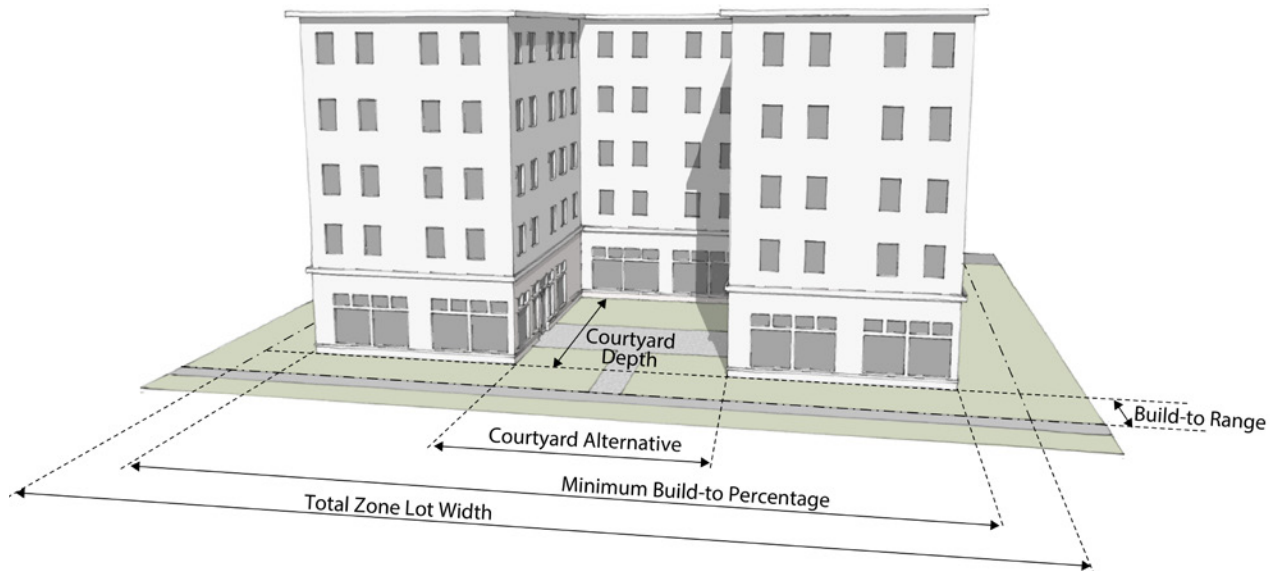 Courtyard
Depth
Build-to Range
Courtyard Alternative
Minimum Build-to Percentage
Total Zone Lot Width